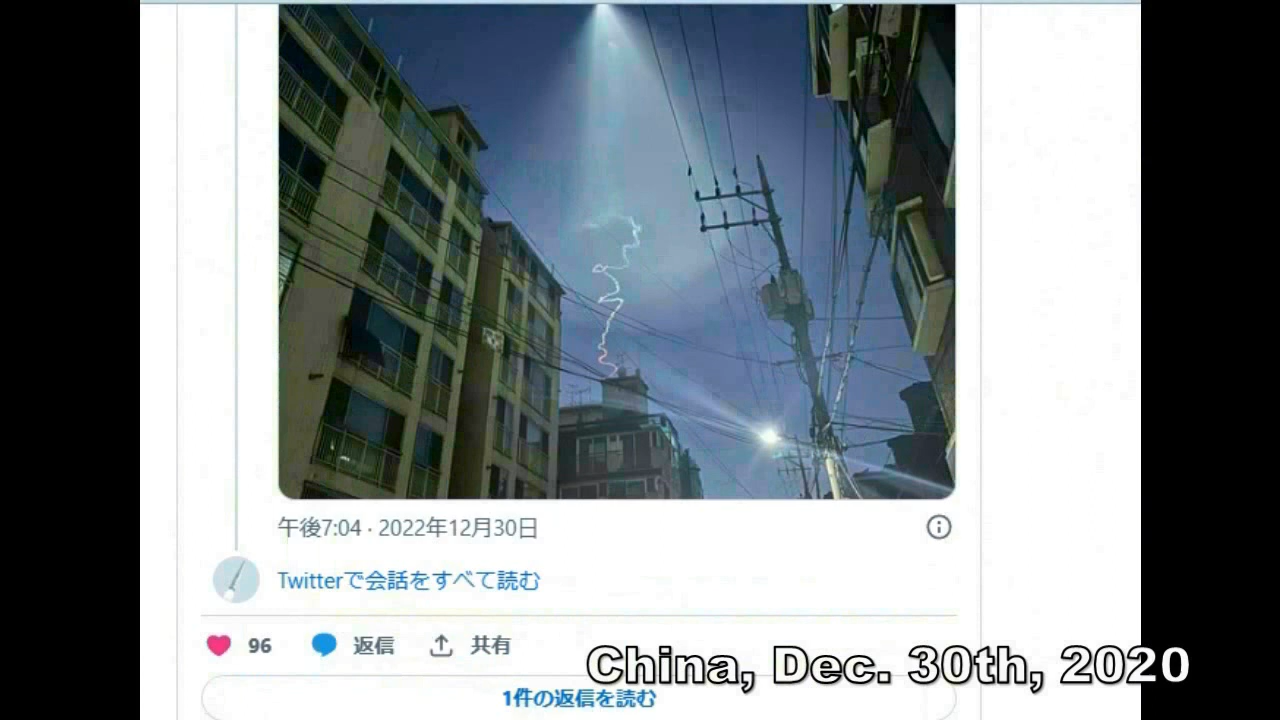 午後7:04 · 2022年12月30日
Twitterで会話をすべて読む
96 返信 共有
China, Dec. 30th, 2020
1件の返信を読む